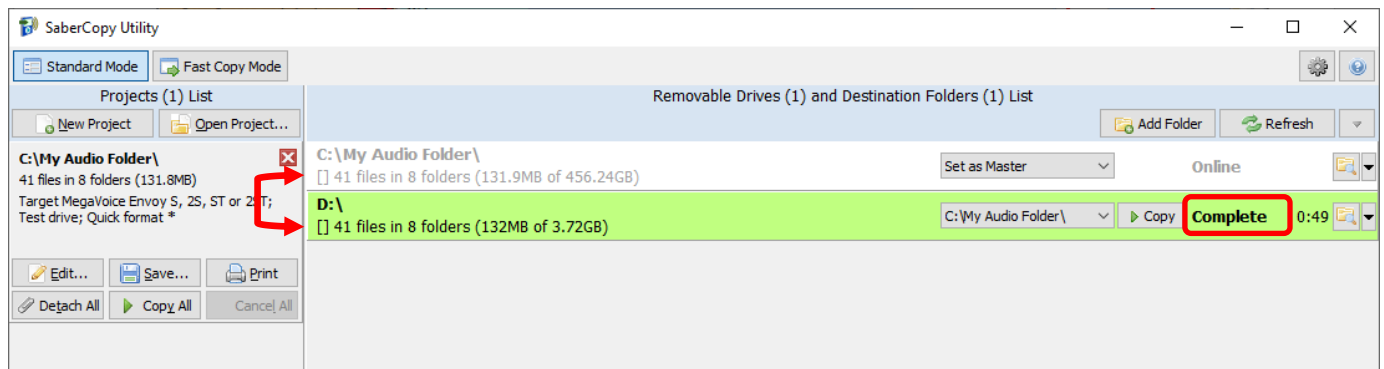 SaberCopy Utility
Standard Mode Fast Copy Mode
Projects (1) List
New Project Open Project...
C:\My Audio Folder\
41 files in 8 folders (131.8MB)
Target MegaVoice Envoy S, 2S, ST or 2ST;
Test drive; Quick format *
Edit... Save... Print
Detach All Copy All Cancel All
Removable Drives (1) and Destination Folders (1) List
Add Folder Refresh
C:\My Audio Folder\
[] 41 files in 8 folders (131.9MB of 456.24GB)
Set as Master Online
D:\
[] 41 files in 8 folders (132MB of 3.72GB)
C:\My Audio Folder\ Copy Complete 0:49